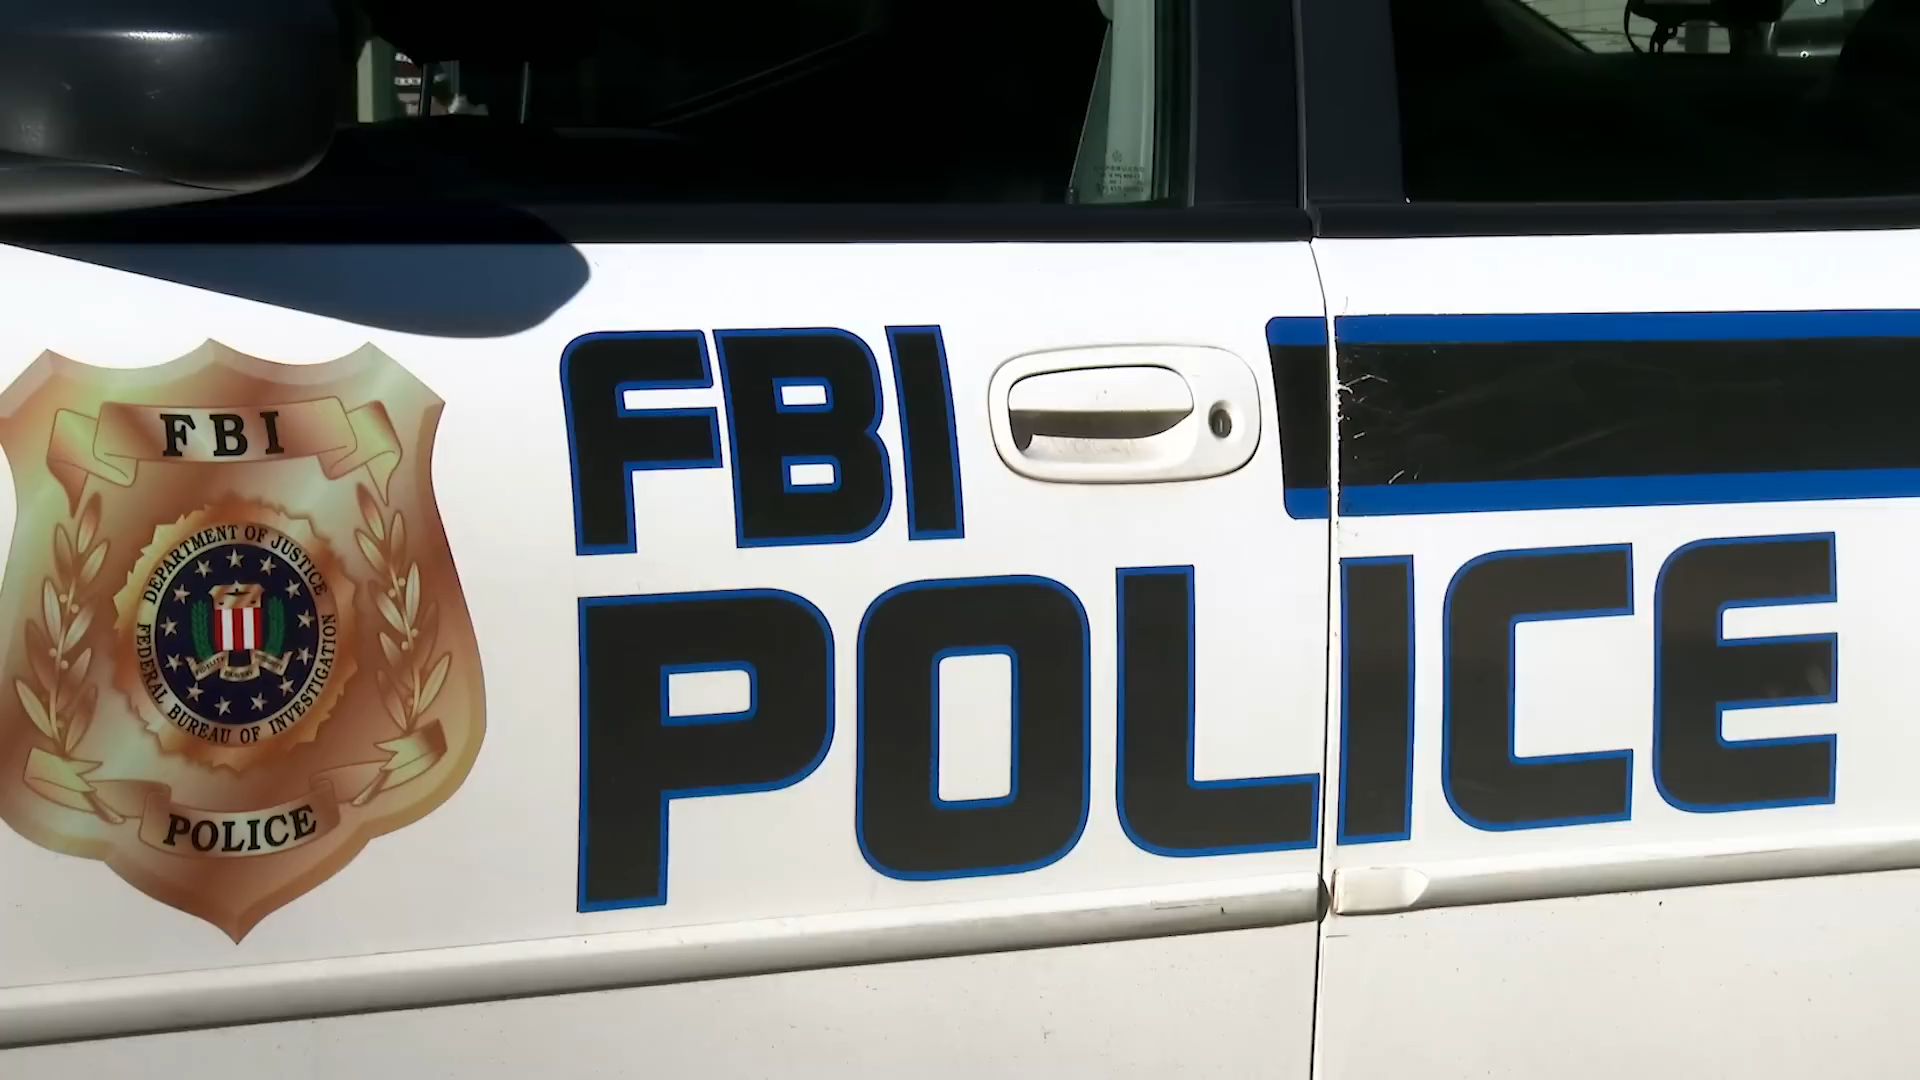 FBI
DEPARTMENT OF JUSTICE
FEDERAL BUREAU OF INVESTIGATION
POLICE
FBI
POLICE